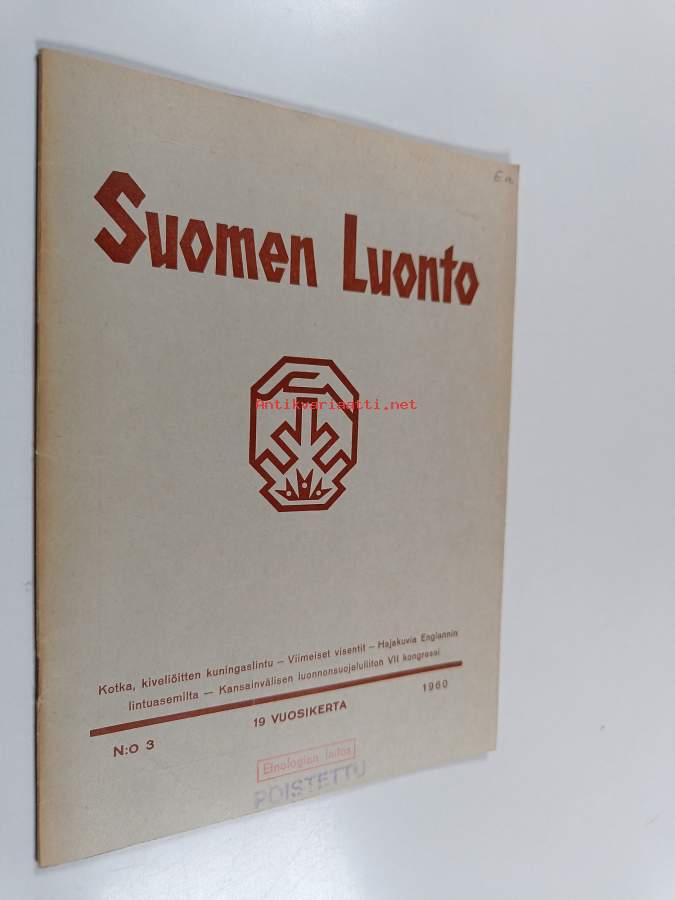 En
Suomen Luonto
Antikvariaatti.net
Kotka, kiveliöitten kuningaslintu — Viimeiset visentit — Hajakuvia Englannin
lintuasemilta — Kansainvälisen luonnonsuojeluliiton VII kongressi
N:o 3 19 VUOSIKERTA 1960
Etnologian laitos
POISTETTU